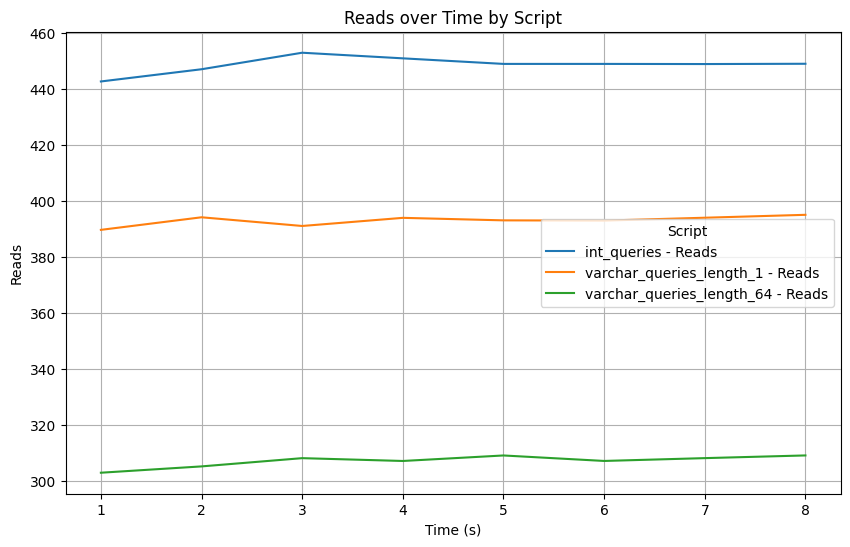 Reads over Time by Script
460
440
420
400
380
360
340
320
300
Reads
Script
int_queries - Reads
varchar_queries_length_1 - Reads
varchar_queries_length_64 - Reads
1 2 3 4 5 6 7 8
Time (s)